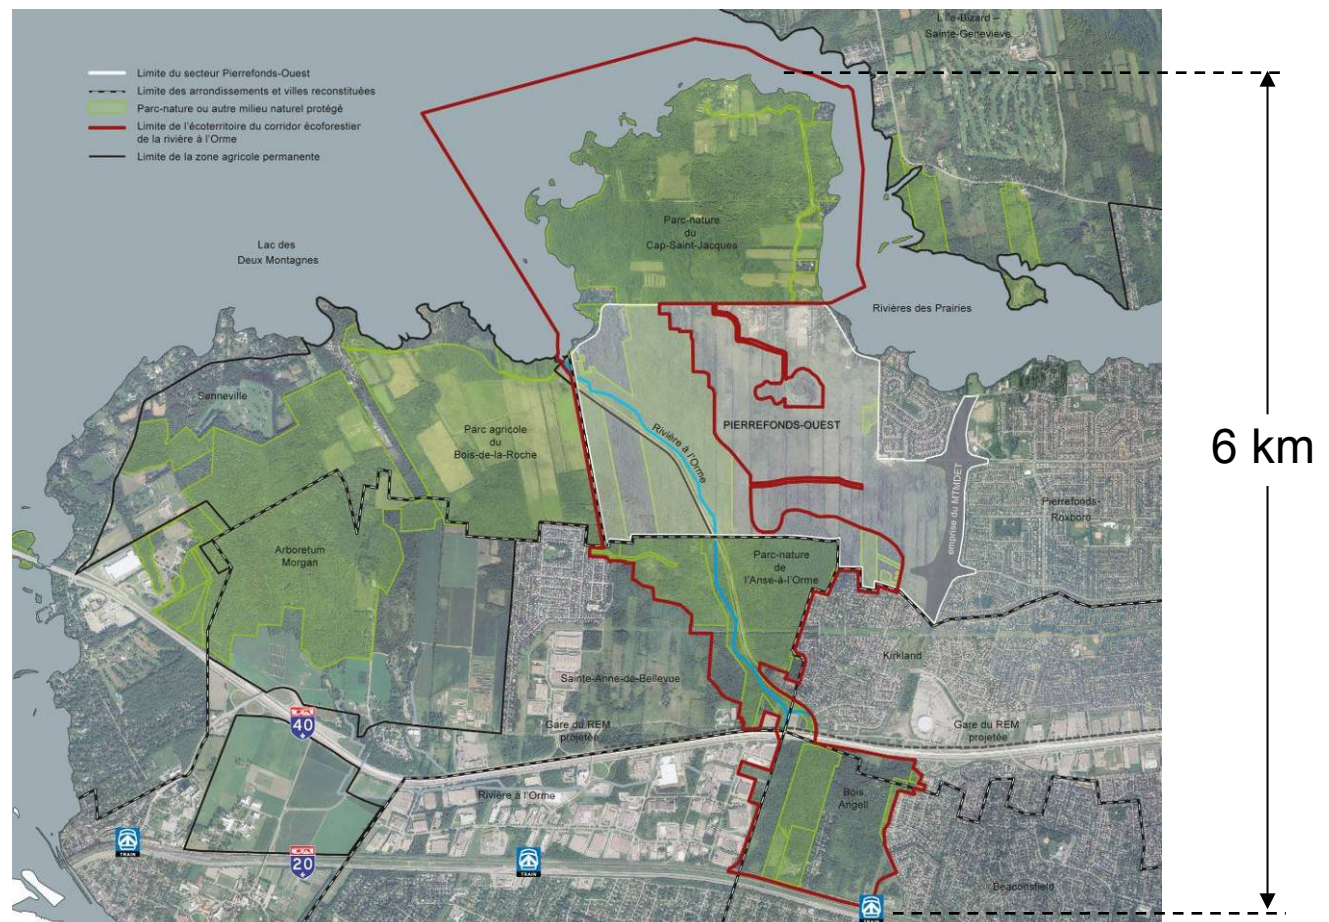 L'Île-Bizard –
Sainte-Geneviève
Limite du secteur Pierrefonds-Ouest
Limite des arrondissements et villes reconstituées
Parc-nature ou autre milieu naturel protégé
Limite de l'écoterritoire du corridor écoforestier
de la rivière à l'Orme
Limite de la zone agricole permanente
Parc-nature
du
Cap-Saint-Jacques
Lac des
Deux Montagnes
Rivières des Prairies
Senneville
Parc agricole
du
Bois-de-la-Roche
Rivière à l'Orme
PIERREFONDS-OUEST
6 km
emprise du MTMDET
Pierrefonds-
Roxboro
Arboretum
Morgan
Parc-nature
de
l'Anse-à-l'Orme
Kirkland
Sainte-Anne-de-Bellevue
Gare du REM
projetée
Gare du REM
projetée
40
Rivière à l'Orme
Bois
Angell
TRAIN
20
TRAIN
Beaconsfield
TRAIN